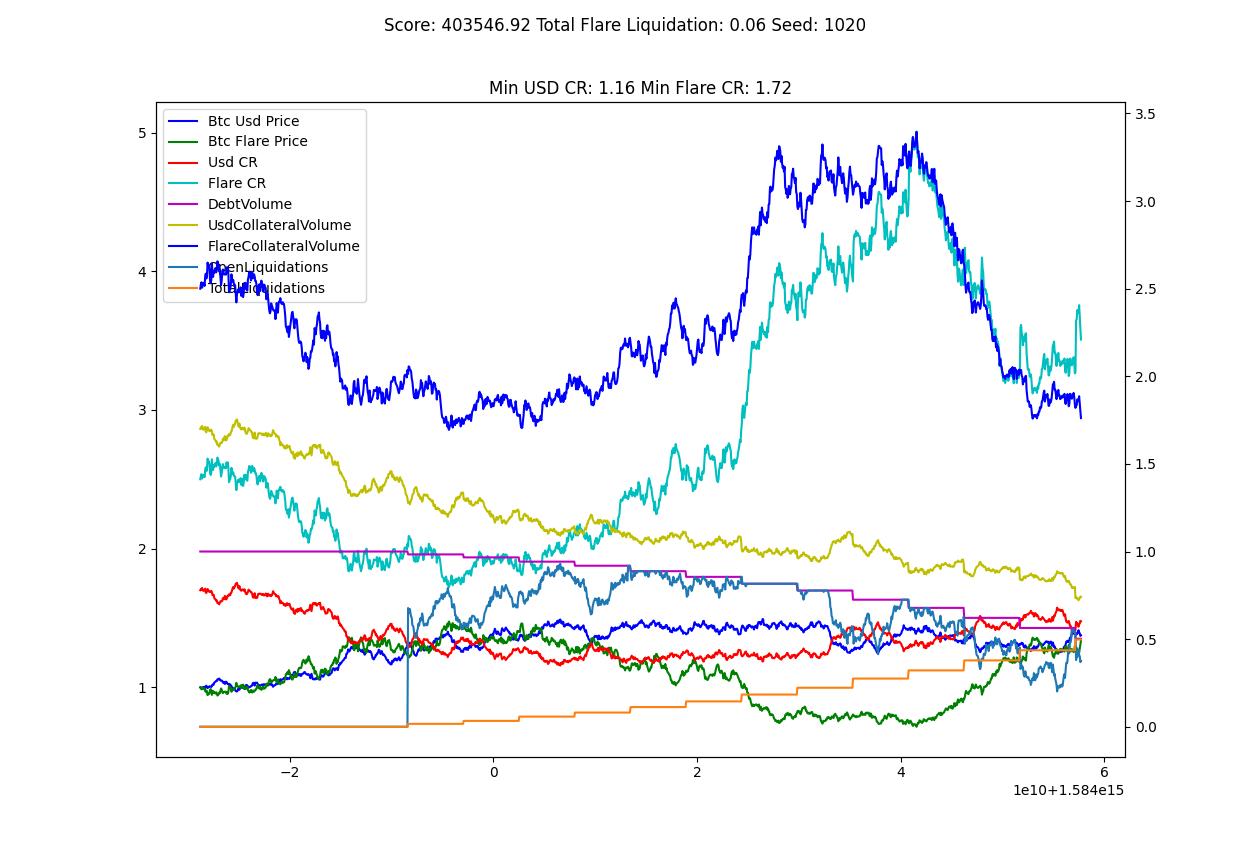 Score: 403546.92 Total Flare Liquidation: 0.06 Seed: 1020
Min USD CR: 1.16 Min Flare CR: 1.72
Btc Usd Price
Btc Flare Price
Usd CR
Flare CR
DebtVolume
UsdCollateralVolume
FlareCollateralVolume
OpenLiquidations
TotalLiquidations
5
4
3
2
1
3.5
3.0
2.5
2.0
1.5
1.0
0.5
0.0
−2 0 2 4 6
1e10+1.584e15